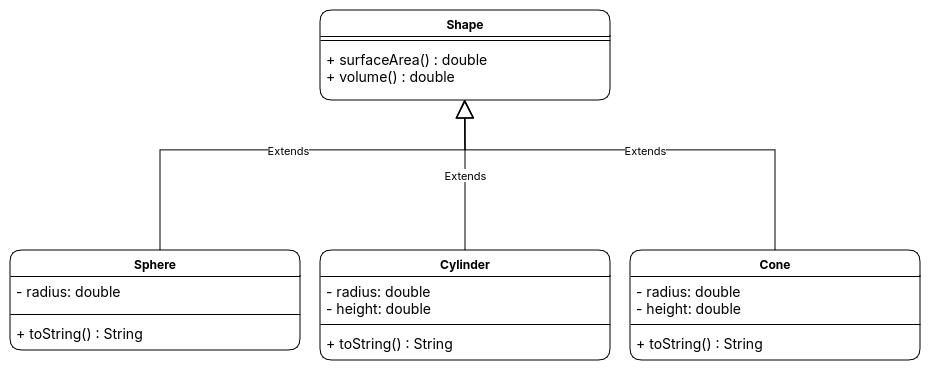 Shape
+ surfaceArea() : double
+ volume() : double
Extends
Extends
Extends
Sphere
- radius: double
+ toString() : String
Cylinder
- radius: double
- height: double
+ toString() : String
Cone
- radius: double
- height: double
+ toString() : String